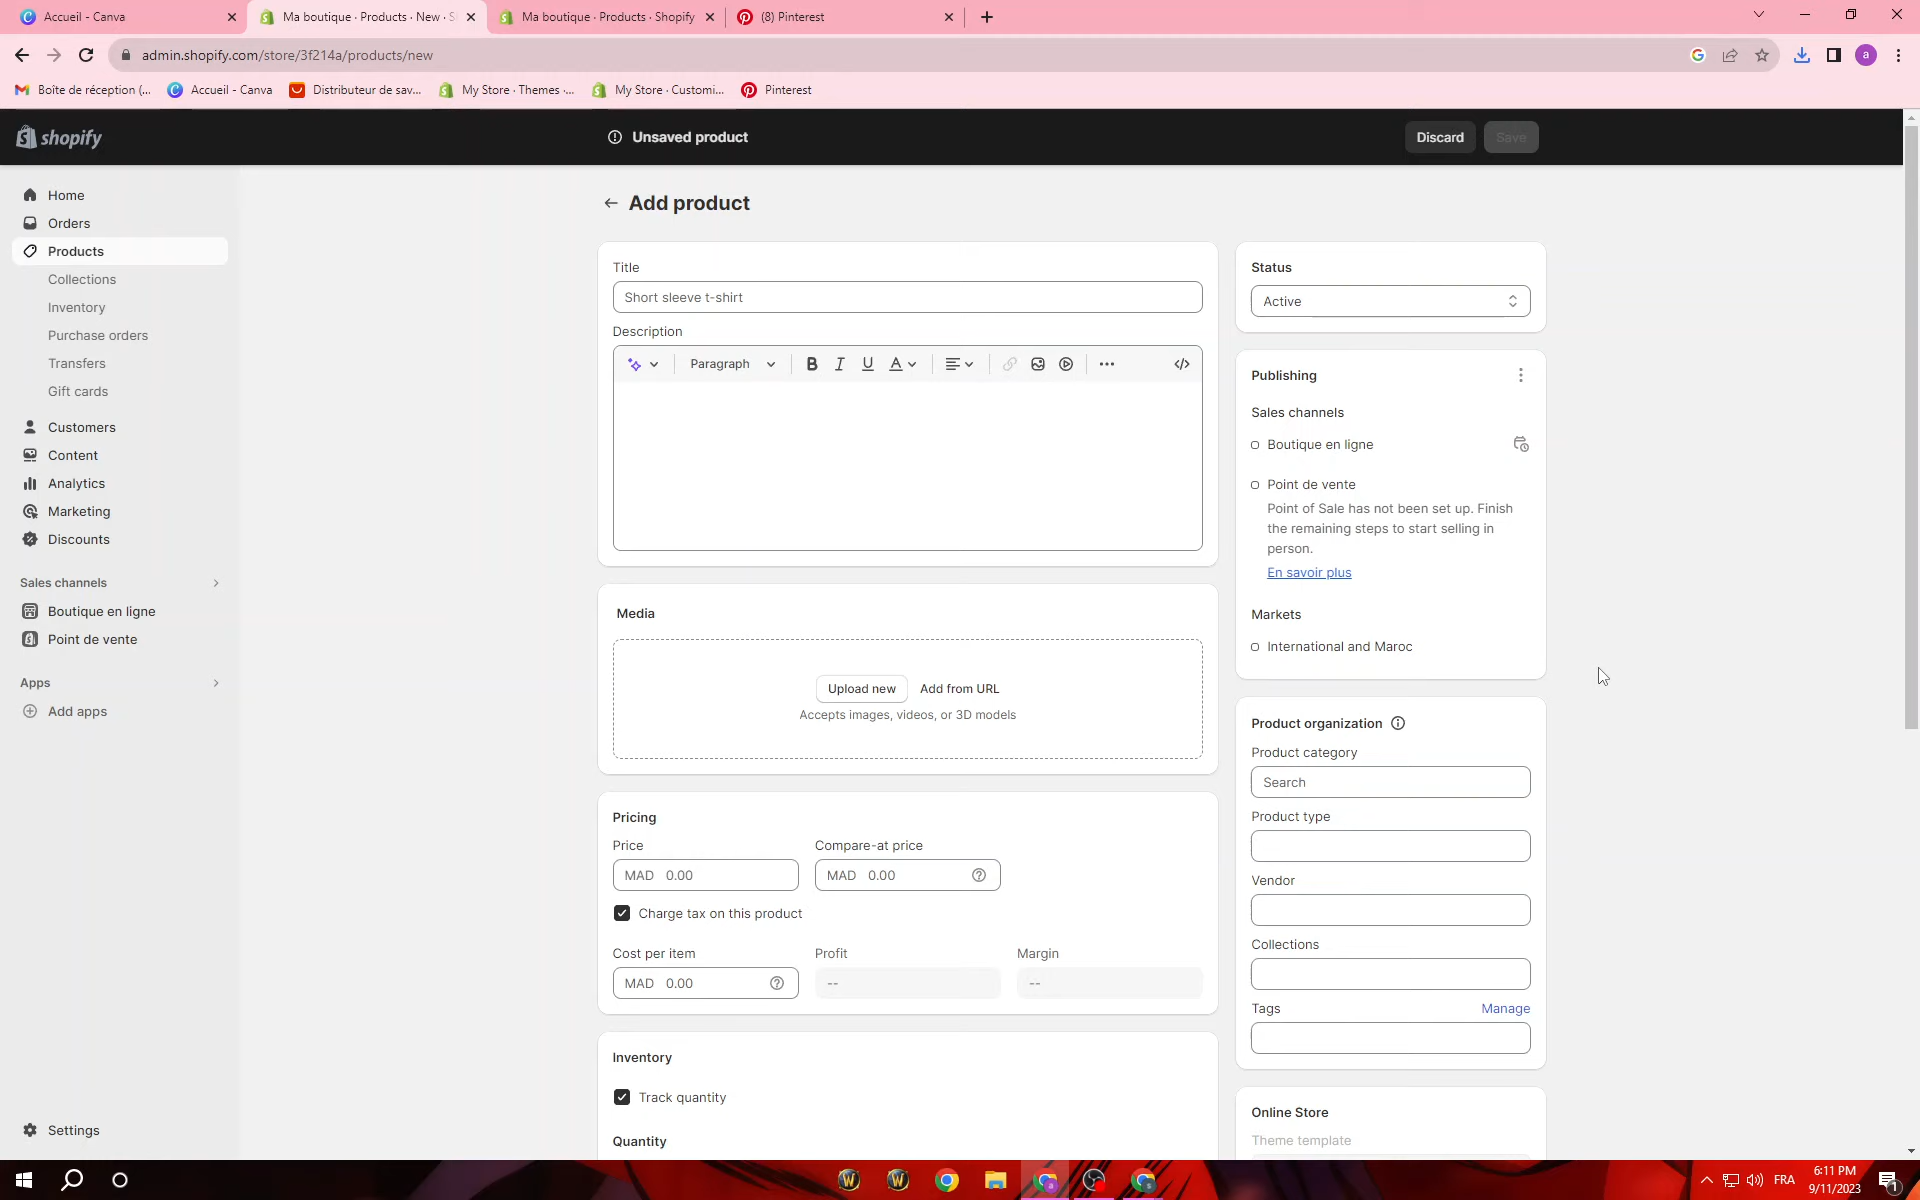 Accueil - Canva
Ma boutique · Products · New · S
Ma boutique · Products · Shopify
(8) Pinterest
admin.shopify.com/store/3f214a/products/new
a
Boîte de réception (...
Accueil - Canva
Distributeur de sav...
My Store · Themes ·...
My Store · Customi...
Pinterest
shopify
Unsaved product
Discard
Save
Home
Orders
Products
Collections
Inventory
Purchase orders
Transfers
Gift cards
Customers
Content
Analytics
Marketing
Discounts
Sales channels
Boutique en ligne
Point de vente
Apps
Add apps
Settings
Add product
Title
Short sleeve t-shirt
Description
Paragraph
B I U A
Media
Upload new
Add from URL
Accepts images, videos, or 3D models
Pricing
Price
Compare-at price
MAD 0.00
MAD 0.00
Charge tax on this product
Cost per item
Profit
Margin
MAD 0.00
--
--
Inventory
Track quantity
Quantity
Status
Active
Publishing
Sales channels
Boutique en ligne
Point de vente
Point of Sale has not been set up. Finish
the remaining steps to start selling in
person.
En savoir plus
Markets
International and Maroc
Product organization
Product category
Search
Product type
Vendor
Collections
Tags
Manage
Online Store
Theme template
FRA
6:11 PM
9/11/2023
1